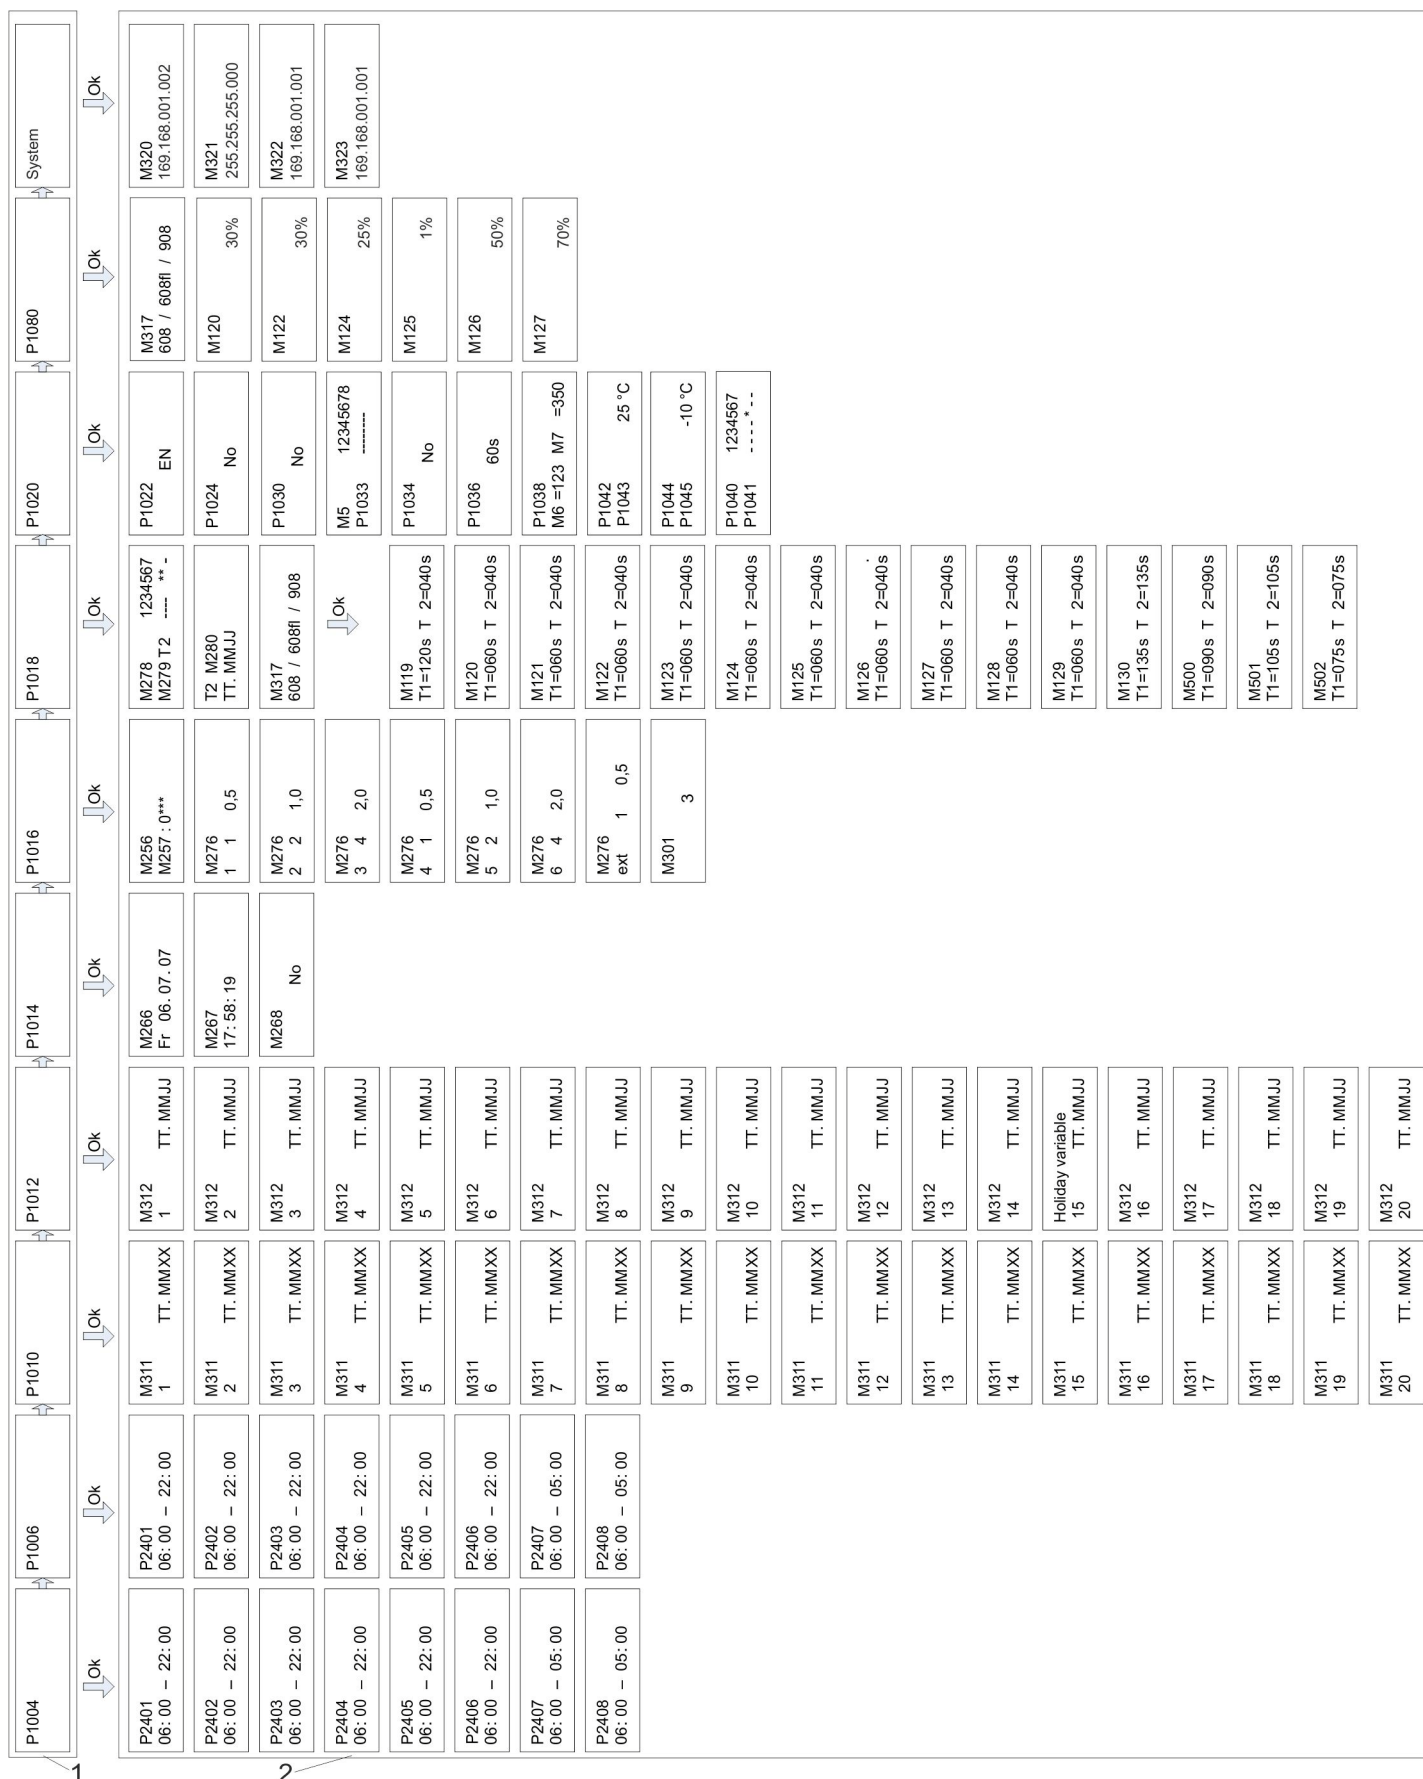 1
P1004
P1006
P1010
P1012
P1014
P1016
P1018
P1020
P1080
System
Ok
Ok
Ok
Ok
Ok
Ok
Ok
Ok
Ok
Ok
2
P2401
06: 00 – 22: 00
P2402
06: 00 – 22: 00
P2403
06: 00 – 22: 00
P2404
06: 00 – 22: 00
P2405
06: 00 – 22: 00
P2406
06: 00 – 22: 00
P2407
06: 00 – 05: 00
P2408
06: 00 – 05: 00
P2401
06: 00 – 22: 00
P2402
06: 00 – 22: 00
P2403
06: 00 – 22: 00
P2404
06: 00 – 22: 00
P2405
06: 00 – 22: 00
P2406
06: 00 – 22: 00
P2407
06: 00 – 05: 00
P2408
06: 00 – 05: 00
M311
1 TT. MMXX
M311
2 TT. MMXX
M311
3 TT. MMXX
M311
4 TT. MMXX
M311
5 TT. MMXX
M311
6 TT. MMXX
M311
7 TT. MMXX
M311
8 TT. MMXX
M311
9 TT. MMXX
M311
10 TT. MMXX
M311
11 TT. MMXX
M311
12 TT. MMXX
M311
13 TT. MMXX
M311
14 TT. MMXX
M311
15 TT. MMXX
M311
16 TT. MMXX
M311
17 TT. MMXX
M311
18 TT. MMXX
M311
19 TT. MMXX
M311
20 TT. MMXX
M312
1 TT. MMJJ
M312
2 TT. MMJJ
M312
3 TT. MMJJ
M312
4 TT. MMJJ
M312
5 TT. MMJJ
M312
6 TT. MMJJ
M312
7 TT. MMJJ
M312
8 TT. MMJJ
M312
9 TT. MMJJ
M312
10 TT. MMJJ
M312
11 TT. MMJJ
M312
12 TT. MMJJ
M312
13 TT. MMJJ
M312
14 TT. MMJJ
Holiday variable
15 TT. MMJJ
M312
16 TT. MMJJ
M312
17 TT. MMJJ
M312
18 TT. MMJJ
M312
19 TT. MMJJ
M312
20 TT. MMJJ
M266
Fr 06. 07. 07
M267
17: 58: 19
M268
No
M256
M257 : 0***
M276
1 1 0,5
M276
2 2 1,0
M276
3 4 2,0
M276
4 1 0,5
M276
5 2 1,0
M276
6 4 2,0
M276
ext 1 0,5
M301
3
M278 1234567
M279 T2 ---- ** -
T2 M280
TT. MMJJ
M317
608 / 608fl / 908
Ok
M119
T1=120s T 2=040s
M120
T1=060s T 2=040s
M121
T1=060s T 2=040s
M122
T1=060s T 2=040s
M123
T1=060s T 2=040s
M124
T1=060s T 2=040s
M125
T1=060s T 2=040s
M126 .
T1=060s T 2=040s
M127
T1=060s T 2=040s
M128
T1=060s T 2=040s
M129
T1=060s T 2=040s
M130
T1=135s T 2=135s
M500
T1=090s T 2=090s
M501
T1=105s T 2=105s
M502
T1=075s T 2=075s
P1022
EN
P1024
No
P1030
No
M5 12345678
P1033 --------
P1034
No
P1036
60s
P1038
M6 =123 M7 =350
P1042
P1043 25 °C
P1044
P1045 -10 °C
P1040 1234567
P1041 - - - - * - -
M317
608 / 608fl / 908
M120
30%
M122
30%
M124
25%
M125
1%
M126
50%
M127
70%
M320
169.168.001.002
M321
255.255.255.000
M322
169.168.001.001
M323
169.168.001.001